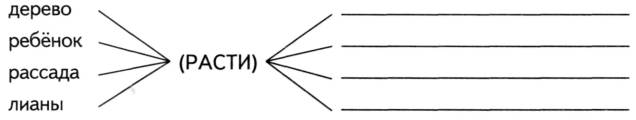 дерево
ребёнок
рассада
лианы
(РАСТИ)